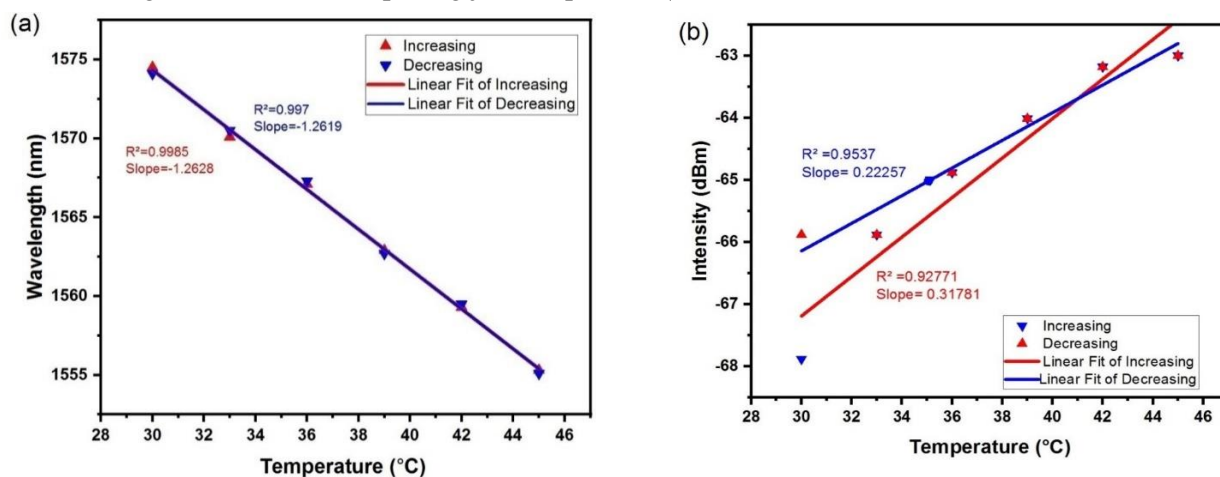 (a)
Increasing
Decreasing
Linear Fit of Increasing
Linear Fit of Decreasing
R²=0.997
Slope=-1.2619
R²=0.9985
Slope=-1.2628
Wavelength (nm)
1575
1570
1565
1560
1555
28 30 32 34 36 38 40 42 44 46
Temperature (°C)
(b)
R² =0.9537
Slope= 0.22257
R² =0.92771
Slope= 0.31781
Increasing
Decreasing
Linear Fit of Increasing
Linear Fit of Decreasing
Intensity (dBm)
-63
-64
-65
-66
-67
-68
28 30 32 34 36 38 40 42 44 46
Temperature (°C)